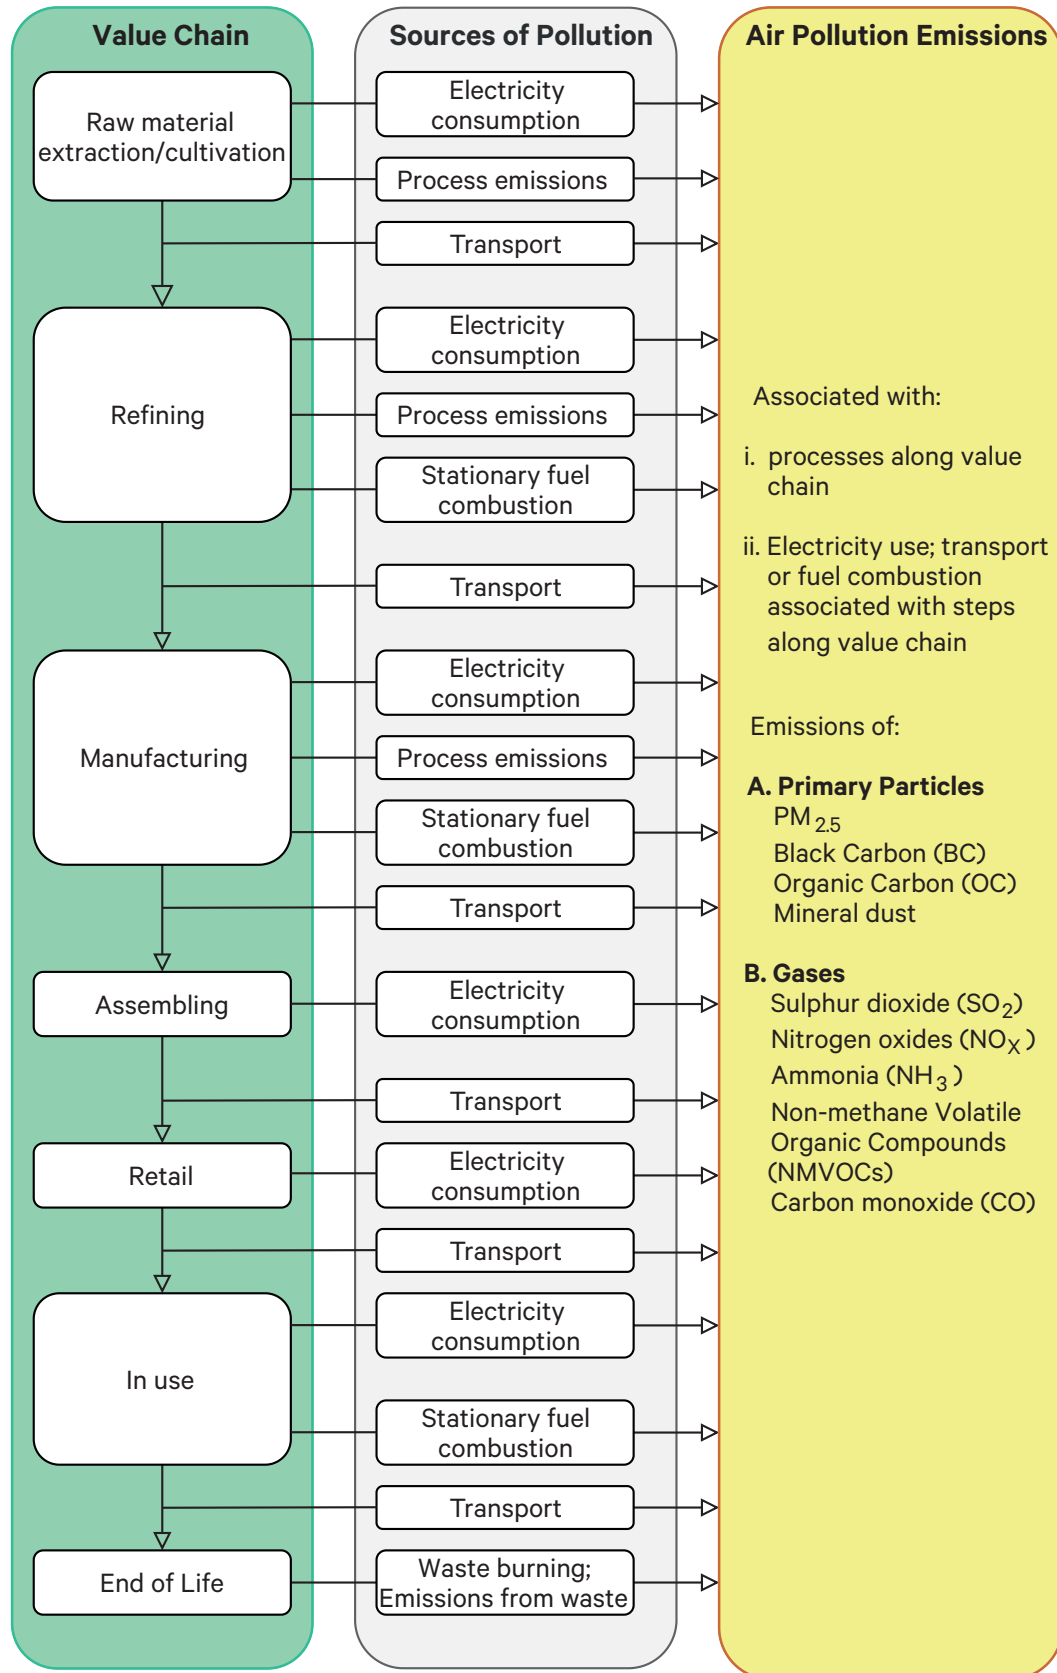 Value Chain
Sources of Pollution
Air Pollution Emissions
Raw material
extraction/cultivation
Electricity
consumption
Process emissions
Transport
Refining
Electricity
consumption
Process emissions
Stationary fuel
combustion
Transport
Manufacturing
Electricity
consumption
Process emissions
Stationary fuel
combustion
Transport
Assembling
Electricity
consumption
Transport
Retail
Electricity
consumption
Transport
In use
Electricity
consumption
Stationary fuel
combustion
Transport
End of Life
Waste burning;
Emissions from waste
Associated with:
i. processes along value
chain
ii. Electricity use; transport
or fuel combustion
associated with steps
along value chain
Emissions of:
A. Primary Particles
PM2.5
Black Carbon (BC)
Organic Carbon (OC)
Mineral dust
B. Gases
Sulphur dioxide (SO2)
Nitrogen oxides (NOX)
Ammonia (NH3)
Non-methane Volatile
Organic Compounds
(NMVOCs)
Carbon monoxide (CO)